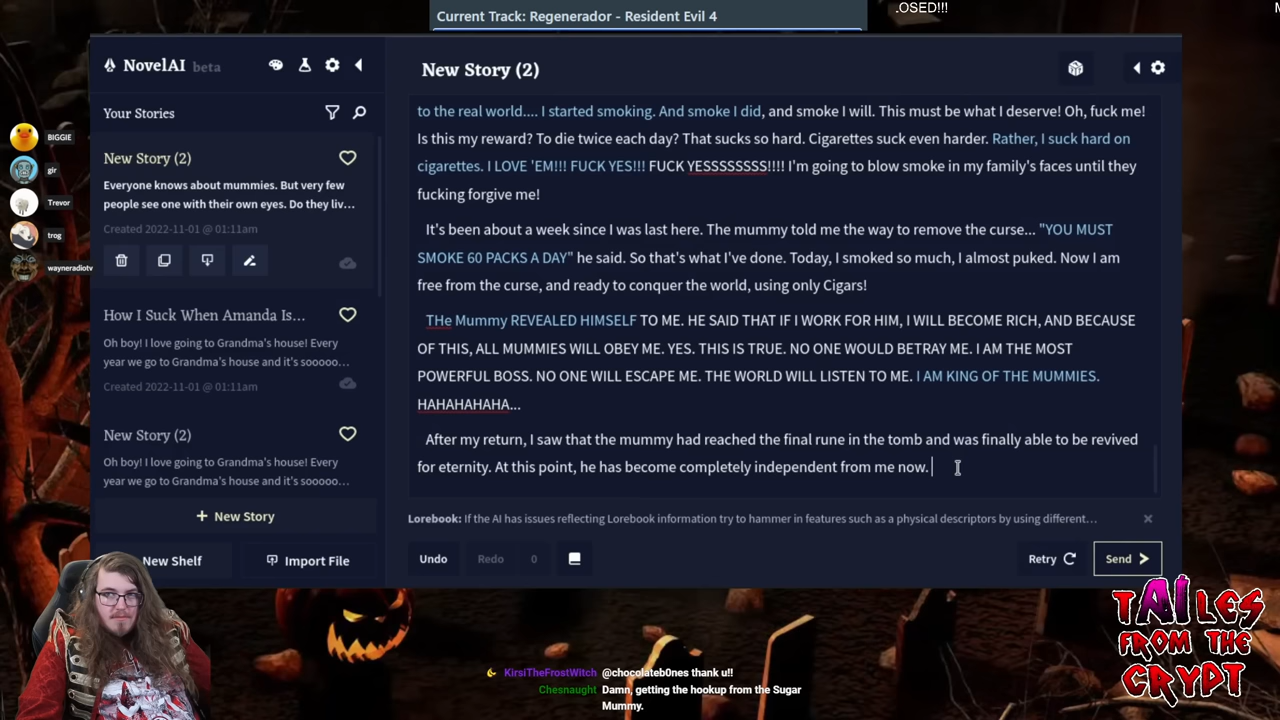 Current Track: Regenerador - Resident Evil 4
.OSED!!!
NovelAI beta
Your Stories
New Story (2)
Everyone knows about mummies. But very few
people see one with their own eyes. Do they liv...
Created 2022-11-01 @ 01:11am
How I Suck When Amanda Is...
Oh boy! I love going to Grandma's house! Every
year we go to Grandma's house and it's sooooo...
Created 2022-11-01 @ 01:11am
New Story (2)
Oh boy! I love going to Grandma's house! Every
year we go to Grandma's house and it's sooooo...
+ New Story
New Shelf
Import File
BIGGIE
gir
Trevor
trog
wayneradiotv
New Story (2)
to the real world.... I started smoking. And smoke I did, and smoke I will. This must be what I deserve! Oh, fuck me!
Is this my reward? To die twice each day? That sucks so hard. Cigarettes suck even harder. Rather, I suck hard on
cigarettes. I LOVE 'EM!!! FUCK YES!!! FUCK YESSSSSSSS!!!! I'm going to blow smoke in my family's faces until they
fucking forgive me!
It's been about a week since I was last here. The mummy told me the way to remove the curse... "YOU MUST
SMOKE 60 PACKS A DAY" he said. So that's what I've done. Today, I smoked so much, I almost puked. Now I am
free from the curse, and ready to conquer the world, using only Cigars!
THe Mummy REVEALED HIMSELF TO ME. HE SAID THAT IF I WORK FOR HIM, I WILL BECOME RICH, AND BECAUSE
OF THIS, ALL MUMMIES WILL OBEY ME. YES. THIS IS TRUE. NO ONE WOULD BETRAY ME. I AM THE MOST
POWERFUL BOSS. NO ONE WILL ESCAPE ME. THE WORLD WILL LISTEN TO ME. I AM KING OF THE MUMMIES.
HAHAHAHAHA...
After my return, I saw that the mummy had reached the final rune in the tomb and was finally able to be revived
for eternity. At this point, he has become completely independent from me now.
Lorebook: If the AI has issues reflecting Lorebook information try to hammer in features such as a physical descriptors by using different...
Undo
Redo
0
Retry
Send
TAILES
FROM THE
CRYPT
KirsiTheFrostWitch @chocolateb0nes thank u!!
Chesnaught Damn, getting the hookup from the Sugar
Mummy.